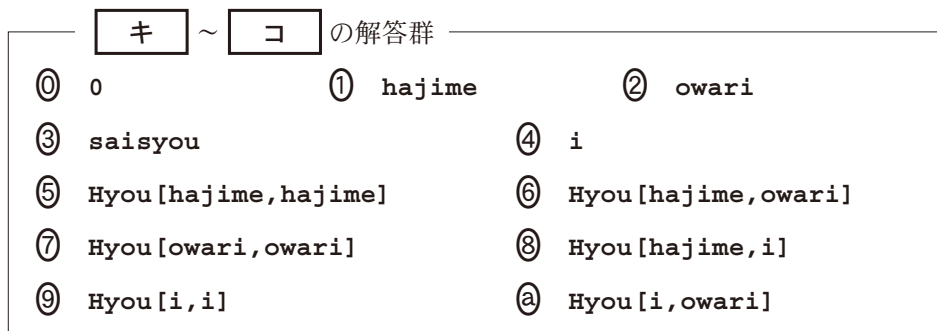 キ ～ コ の解答群
⓪ 0 ① hajime ② owari
③ saisyou ④ i
⑤ Hyou[hajime,hajime] ⑥ Hyou[hajime,owari]
⑦ Hyou[owari,owari] ⑧ Hyou[hajime,i]
⑨ Hyou[i,i] ⓐ Hyou[i,owari]